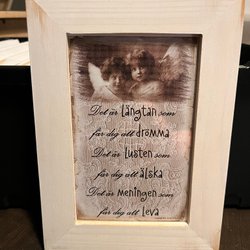 Det är LÄNGTAN som
får dig att drömma
Det är LUSTEN som
får dig att älska
Det är MENINGEN som
får dig att Leva